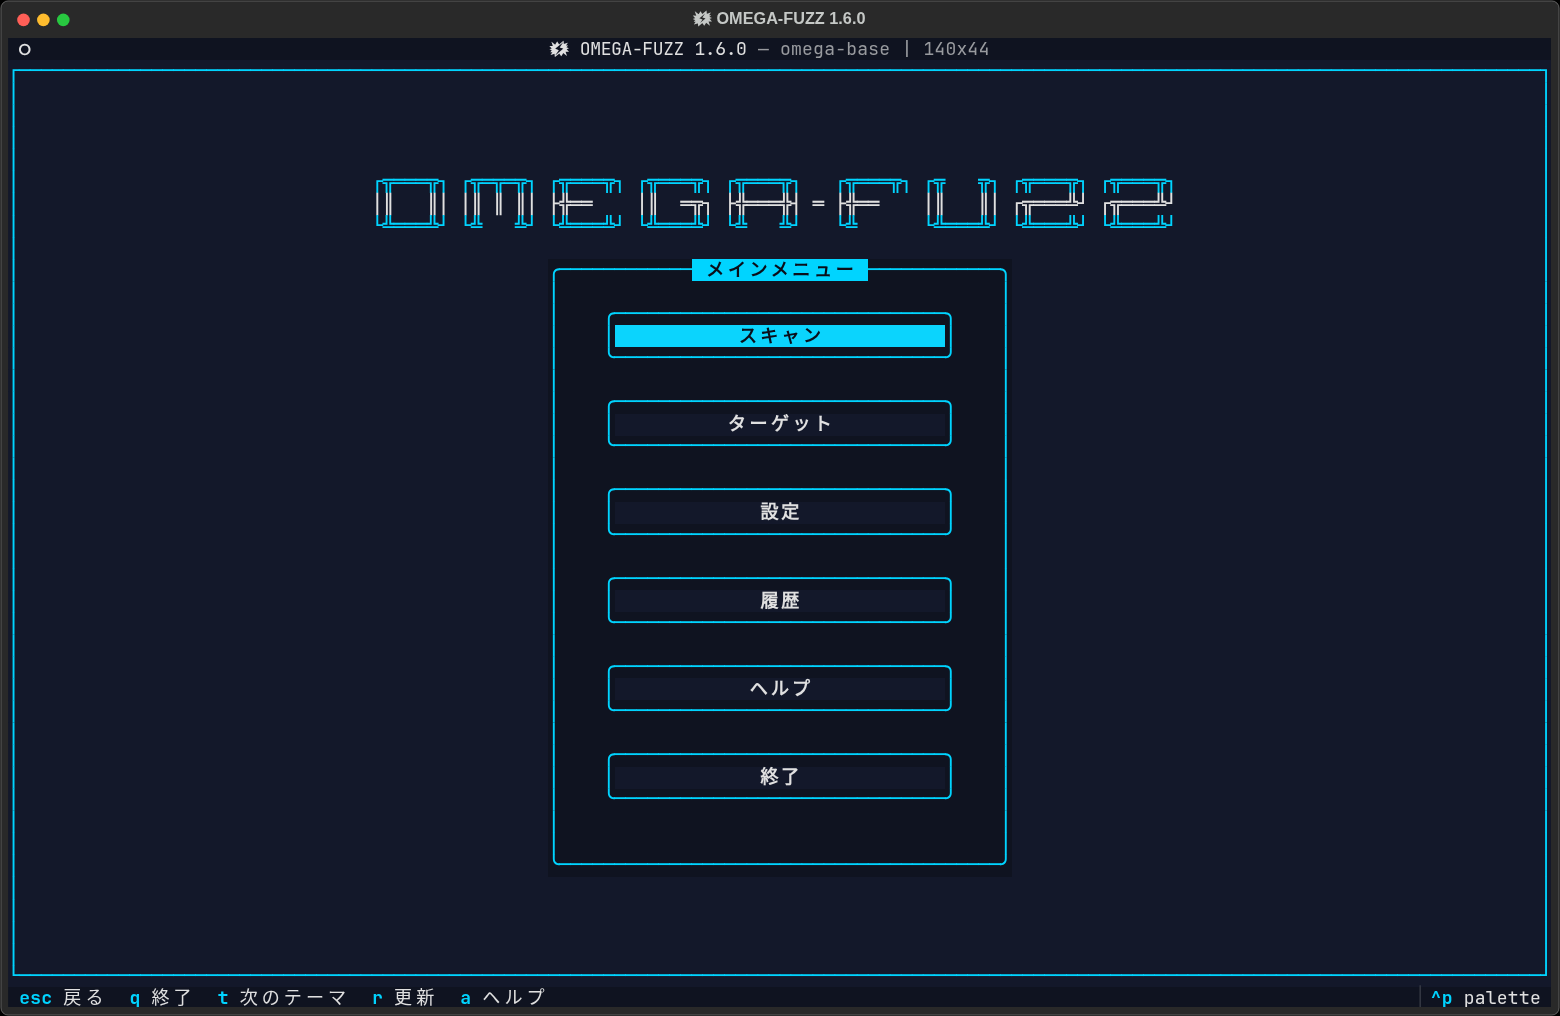 OMEGA-FUZZ 1.6.0
OMEGA-FUZZ 1.6.0 — omega-base | 140x44
OMEGA-FUZZ
メインメニュー
スキャン
ターゲット
設定
履歴
ヘルプ
終了
esc 戻る q 終了 t 次のテーマ r 更新 a ヘルプ ^p palette